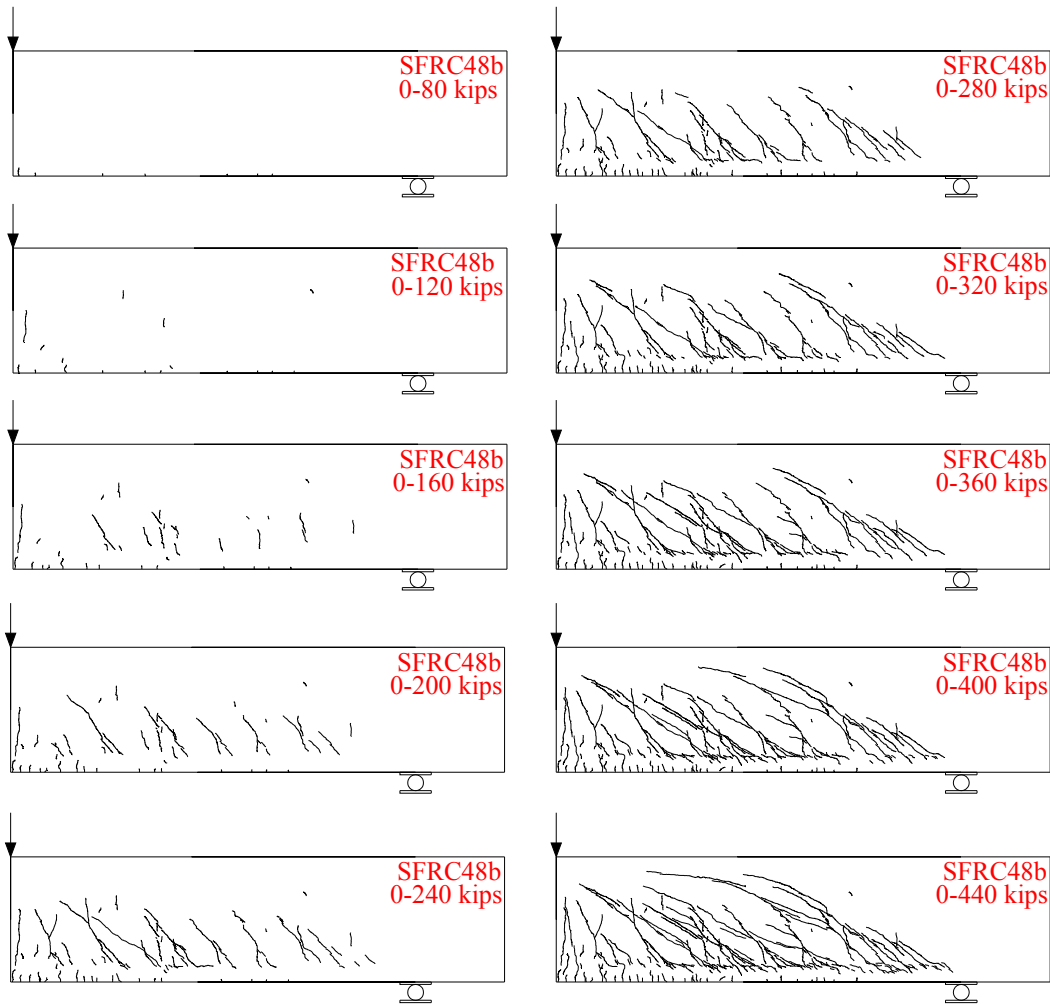 SFRC48b
0-80 kips
SFRC48b
0-120 kips
SFRC48b
0-160 kips
SFRC48b
0-200 kips
SFRC48b
0-240 kips
SFRC48b
0-280 kips
SFRC48b
0-320 kips
SFRC48b
0-360 kips
SFRC48b
0-400 kips
SFRC48b
0-440 kips